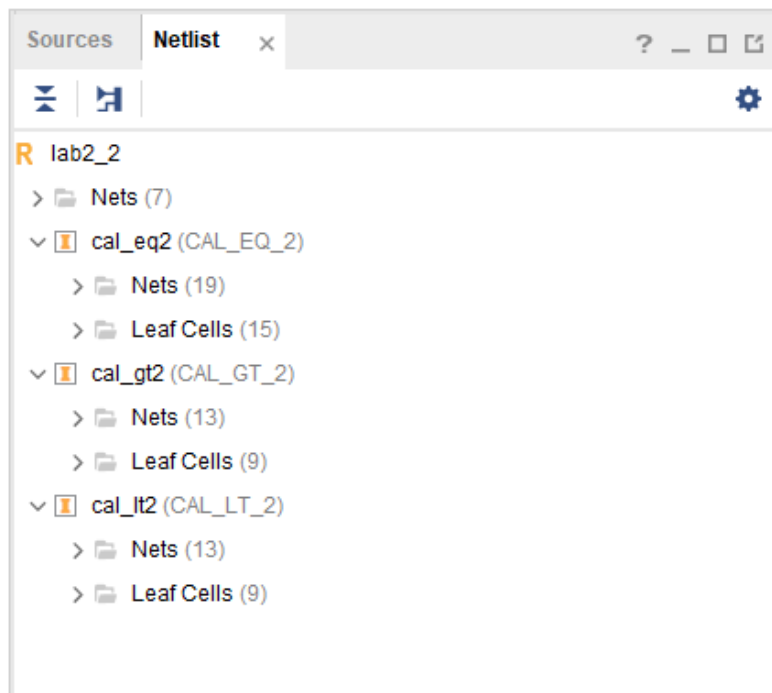 Sources Netlist × ?
R lab2_2
Nets (7)
I cal_eq2 (CAL_EQ_2)
Nets (19)
Leaf Cells (15)
I cal_gt2 (CAL_GT_2)
Nets (13)
Leaf Cells (9)
I cal_lt2 (CAL_LT_2)
Nets (13)
Leaf Cells (9)